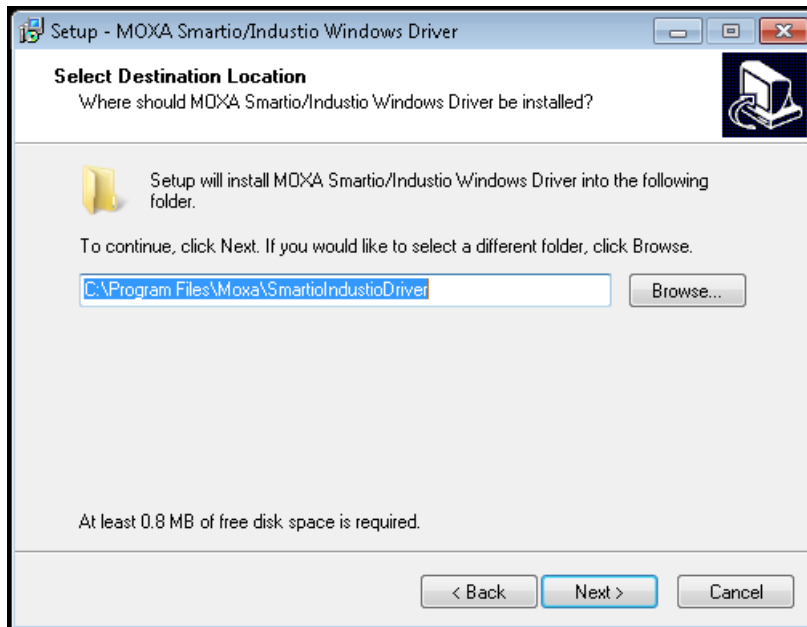 Setup - MOXA Smartio/Industio Windows Driver
Select Destination Location
Where should MOXA Smartio/Industio Windows Driver be installed?
Setup will install MOXA Smartio/Industio Windows Driver into the following
folder.
To continue, click Next. If you would like to select a different folder, click Browse.
C:\Program Files\Moxa\SmartioIndustioDriver
Browse...
At least 0.8 MB of free disk space is required.
< Back
Next >
Cancel